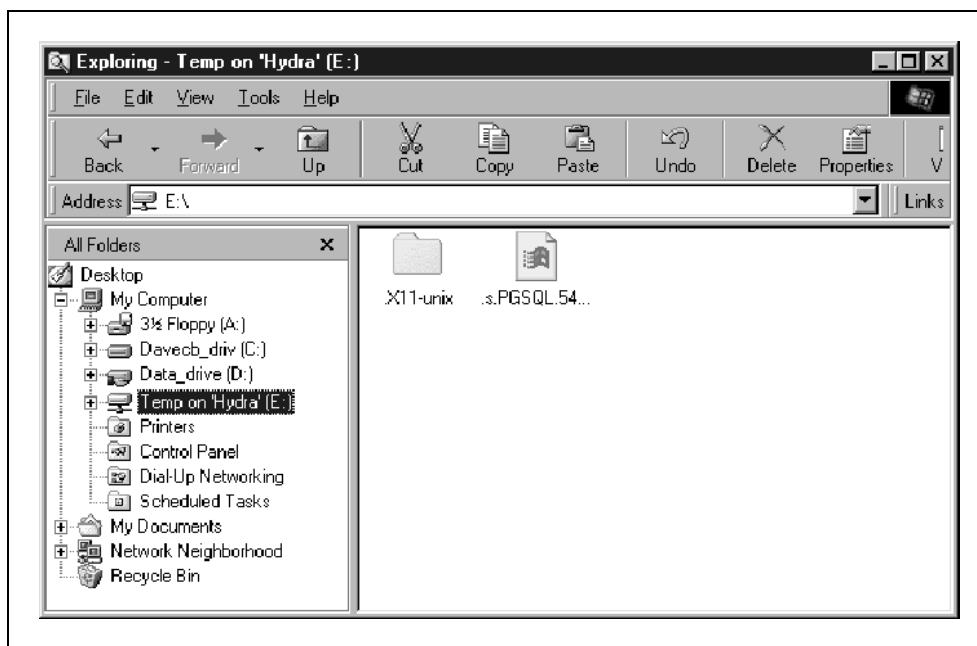 Exploring - Temp on 'Hydra' (E:)
File Edit View Tools Help
Back Forward Up Cut Copy Paste Undo Delete Properties V
Address E:\ Links
All Folders
Desktop
My Computer
3½ Floppy (A:)
Davecb_driv (C:)
Data_drive (D:)
Temp on 'Hydra' (E:)
Printers
Control Panel
Dial-Up Networking
Scheduled Tasks
My Documents
Network Neighborhood
Recycle Bin
.X11-unix .s.PGSQL.54...